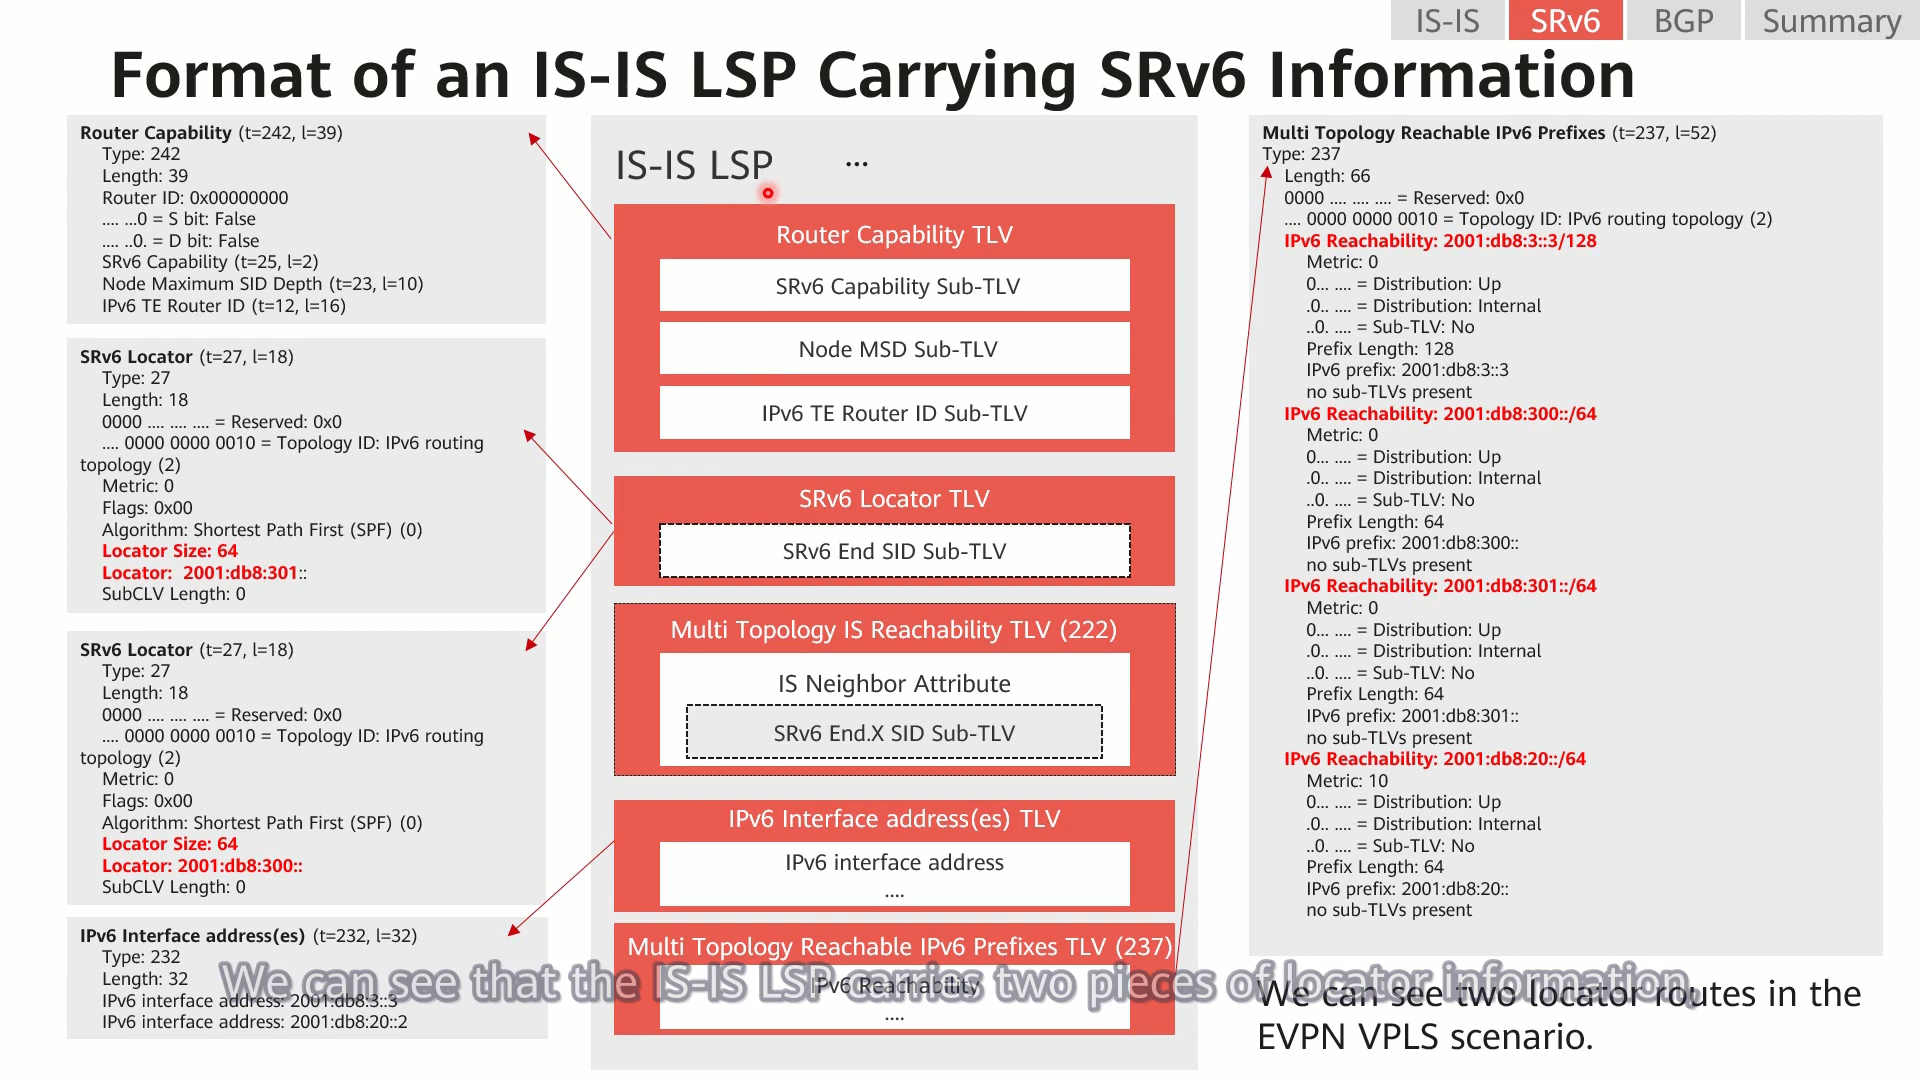 IS-IS
SRv6
BGP
Summary
Format of an IS-IS LSP Carrying SRv6 Information
Router Capability (t=242, l=39)
Type: 242
Length: 39
Router ID: 0x00000000
.... ...0 = S bit: False
.... ..0. = D bit: False
SRv6 Capability (t=25, l=2)
Node Maximum SID Depth (t=23, l=10)
IPv6 TE Router ID (t=12, l=16)
SRv6 Locator (t=27, l=18)
Type: 27
Length: 18
0000 .... .... .... = Reserved: 0x0
.... 0000 0000 0010 = Topology ID: IPv6 routing
topology (2)
Metric: 0
Flags: 0x00
Algorithm: Shortest Path First (SPF) (0)
Locator Size: 64
Locator: 2001:db8:301::
SubCLV Length: 0
SRv6 Locator (t=27, l=18)
Type: 27
Length: 18
0000 .... .... .... = Reserved: 0x0
.... 0000 0000 0010 = Topology ID: IPv6 routing
topology (2)
Metric: 0
Flags: 0x00
Algorithm: Shortest Path First (SPF) (0)
Locator Size: 64
Locator: 2001:db8:300::
SubCLV Length: 0
IPv6 Interface address(es) (t=232, l=32)
Type: 232
Length: 32
IPv6 interface address: 2001:db8:3::3
IPv6 interface address: 2001:db8:20::2
IS-IS LSP ...
Router Capability TLV
SRv6 Capability Sub-TLV
Node MSD Sub-TLV
IPv6 TE Router ID Sub-TLV
SRv6 Locator TLV
SRv6 End SID Sub-TLV
Multi Topology IS Reachability TLV (222)
IS Neighbor Attribute
SRv6 End.X SID Sub-TLV
IPv6 Interface address(es) TLV
IPv6 interface address
....
Multi Topology Reachable IPv6 Prefixes TLV (237)
IPv6 Reachability
....
Multi Topology Reachable IPv6 Prefixes (t=237, l=52)
Type: 237
Length: 66
0000 .... .... .... = Reserved: 0x0
.... 0000 0000 0010 = Topology ID: IPv6 routing topology (2)
IPv6 Reachability: 2001:db8:3::3/128
Metric: 0
0... .... = Distribution: Up
.0.. .... = Distribution: Internal
..0. .... = Sub-TLV: No
Prefix Length: 128
IPv6 prefix: 2001:db8:3::3
no sub-TLVs present
IPv6 Reachability: 2001:db8:300::/64
Metric: 0
0... .... = Distribution: Up
.0.. .... = Distribution: Internal
..0. .... = Sub-TLV: No
Prefix Length: 64
IPv6 prefix: 2001:db8:300::
no sub-TLVs present
IPv6 Reachability: 2001:db8:301::/64
Metric: 0
0... .... = Distribution: Up
.0.. .... = Distribution: Internal
..0. .... = Sub-TLV: No
Prefix Length: 64
IPv6 prefix: 2001:db8:301::
no sub-TLVs present
IPv6 Reachability: 2001:db8:20::/64
Metric: 10
0... .... = Distribution: Up
.0.. .... = Distribution: Internal
..0. .... = Sub-TLV: No
Prefix Length: 64
IPv6 prefix: 2001:db8:20::
no sub-TLVs present
We can see two locator routes in the
EVPN VPLS scenario.
We can see that the IS-IS LSP carries two pieces of locator information,